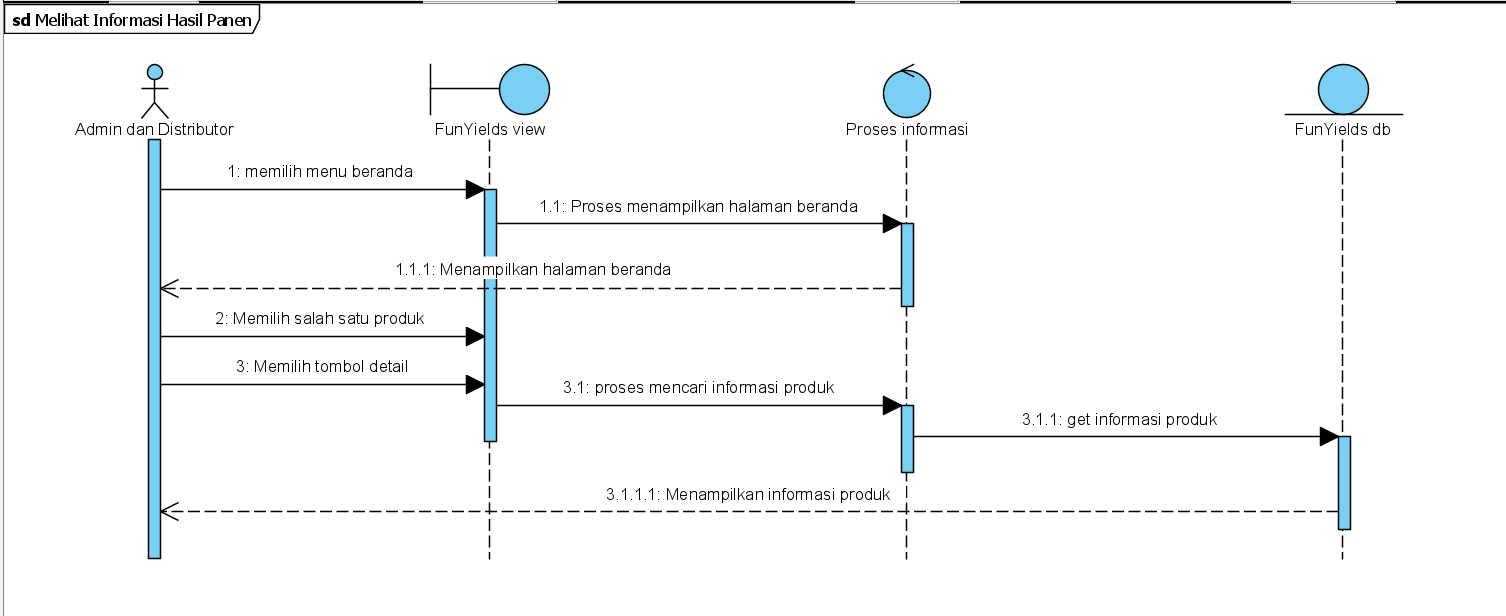 sd Melihat Informasi Hasil Panen
Admin dan Distributor
FunYields view
Proses informasi
FunYields db
1: memilih menu beranda
1.1: Proses menampilkan halaman beranda
1.1.1: Menampilkan halaman beranda
2: Memilih salah satu produk
3: Memilih tombol detail
3.1: proses mencari informasi produk
3.1.1: get informasi produk
3.1.1.1: Menampilkan informasi produk